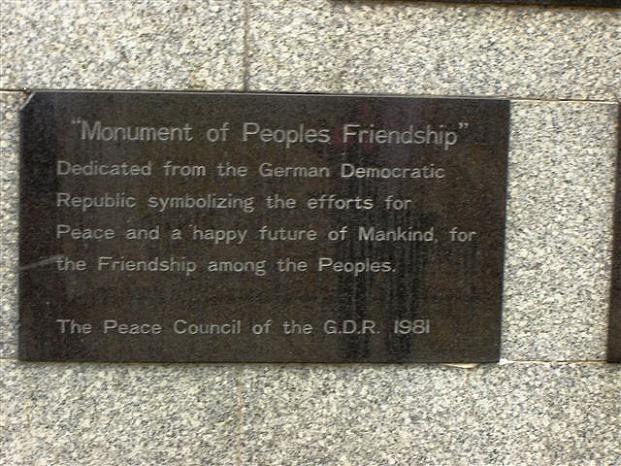 "Monument of Peoples Friendship"
Dedicated from the German Democratic
Republic symbolizing the efforts for
Peace and a happy future of Mankind, for
the Friendship among the Peoples.
The Peace Council of the G.D.R. 1981